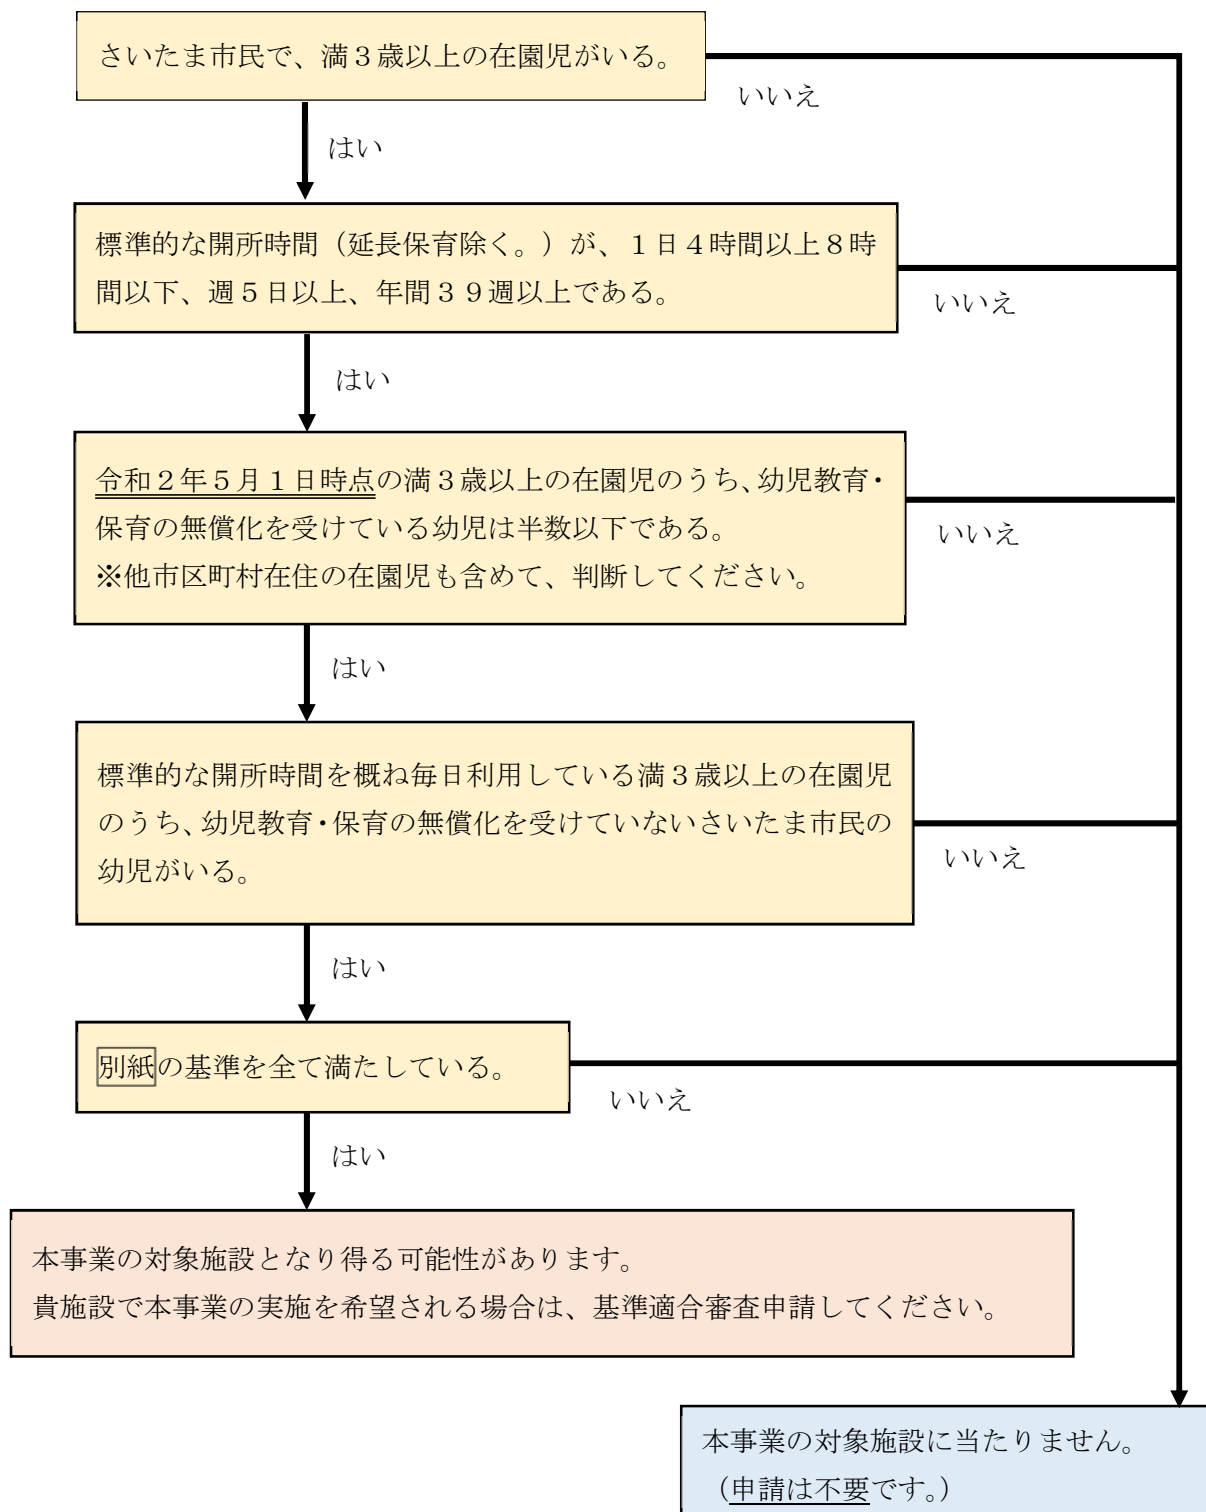 さいたま市民で、満３歳以上の在園児がいる。
いいえ
はい
標準的な開所時間（延長保育除く。）が、１日４時間以上８時
間以下、週５日以上、年間３９週以上である。
いいえ
はい
令和２年５月１日時点の満３歳以上の在園児のうち、幼児教育・
保育の無償化を受けている幼児は半数以下である。
※他市区町村在住の在園児も含めて、判断してください。
いいえ
はい
標準的な開所時間を概ね毎日利用している満３歳以上の在園児
のうち、幼児教育・保育の無償化を受けていないさいたま市民の
幼児がいる。
いいえ
はい
別紙の基準を全て満たしている。
いいえ
はい
本事業の対象施設となり得る可能性があります。
貴施設で本事業の実施を希望される場合は、基準適合審査申請してください。
本事業の対象施設に当たりません。
（申請は不要です。）